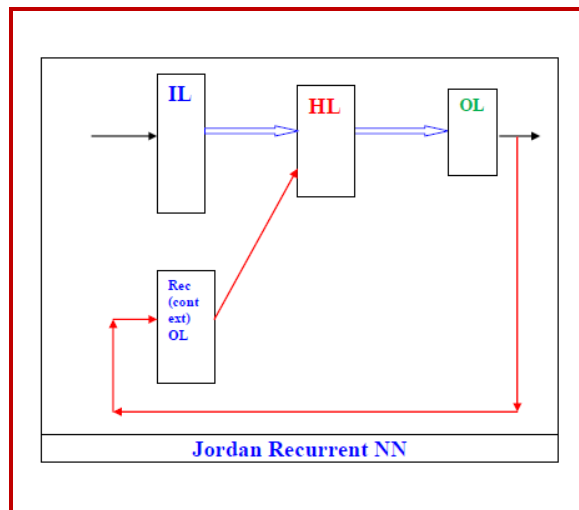 IL
HL
OL
Rec
(cont
ext)
OL
Jordan Recurrent NN